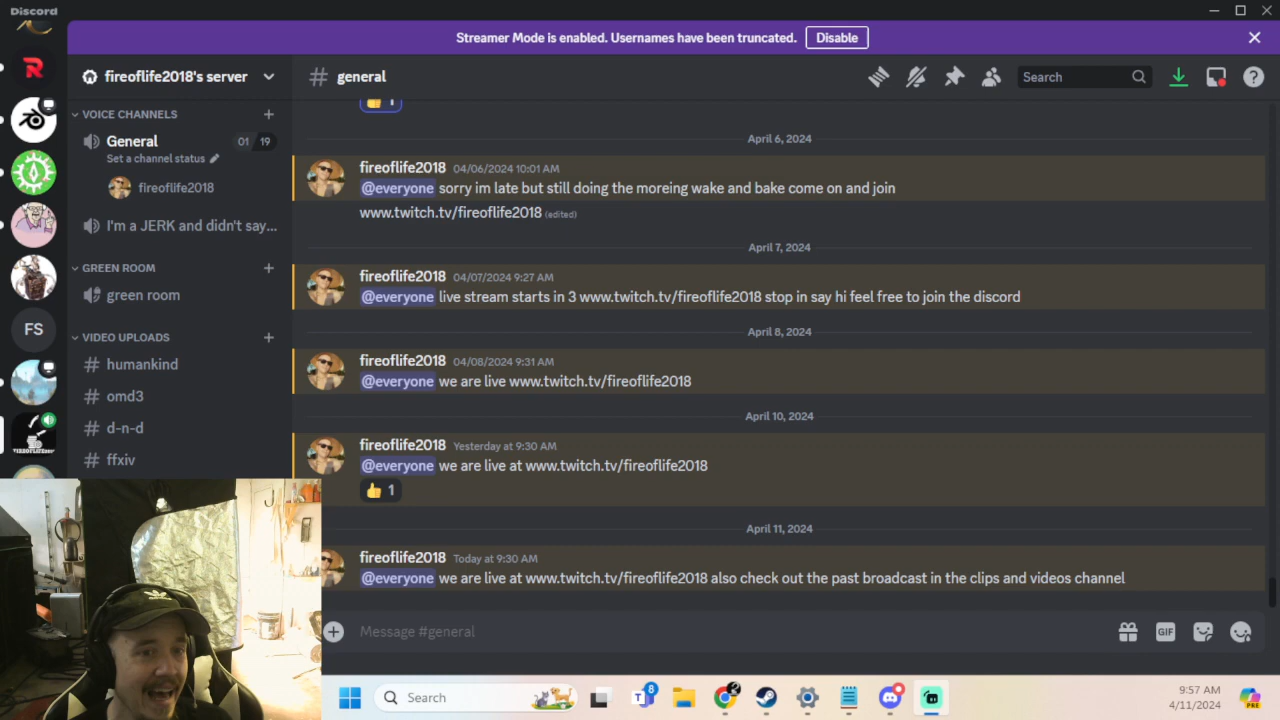 Discord
Streamer Mode is enabled. Usernames have been truncated.
Disable
fireoflife2018's server
general
Search
VOICE CHANNELS
General
01 19
Set a channel status
fireoflife2018
I'm a JERK and didn't say...
GREEN ROOM
green room
VIDEO UPLOADS
humankind
omd3
d-n-d
ffxiv
FS
1
April 6, 2024
fireoflife2018 04/06/2024 10:01 AM
@everyone sorry im late but still doing the moreing wake and bake come on and join
www.twitch.tv/fireoflife2018 (edited)
April 7, 2024
fireoflife2018 04/07/2024 9:27 AM
@everyone live stream starts in 3 www.twitch.tv/fireoflife2018 stop in say hi feel free to join the discord
April 8, 2024
fireoflife2018 04/08/2024 9:31 AM
@everyone we are live www.twitch.tv/fireoflife2018
April 10, 2024
fireoflife2018 Yesterday at 9:30 AM
@everyone we are live at www.twitch.tv/fireoflife2018
1
April 11, 2024
fireoflife2018 Today at 9:30 AM
@everyone we are live at www.twitch.tv/fireoflife2018 also check out the past broadcast in the clips and videos channel
Message #general
GIF
Search
8
2
9:57 AM
4/11/2024
PRE